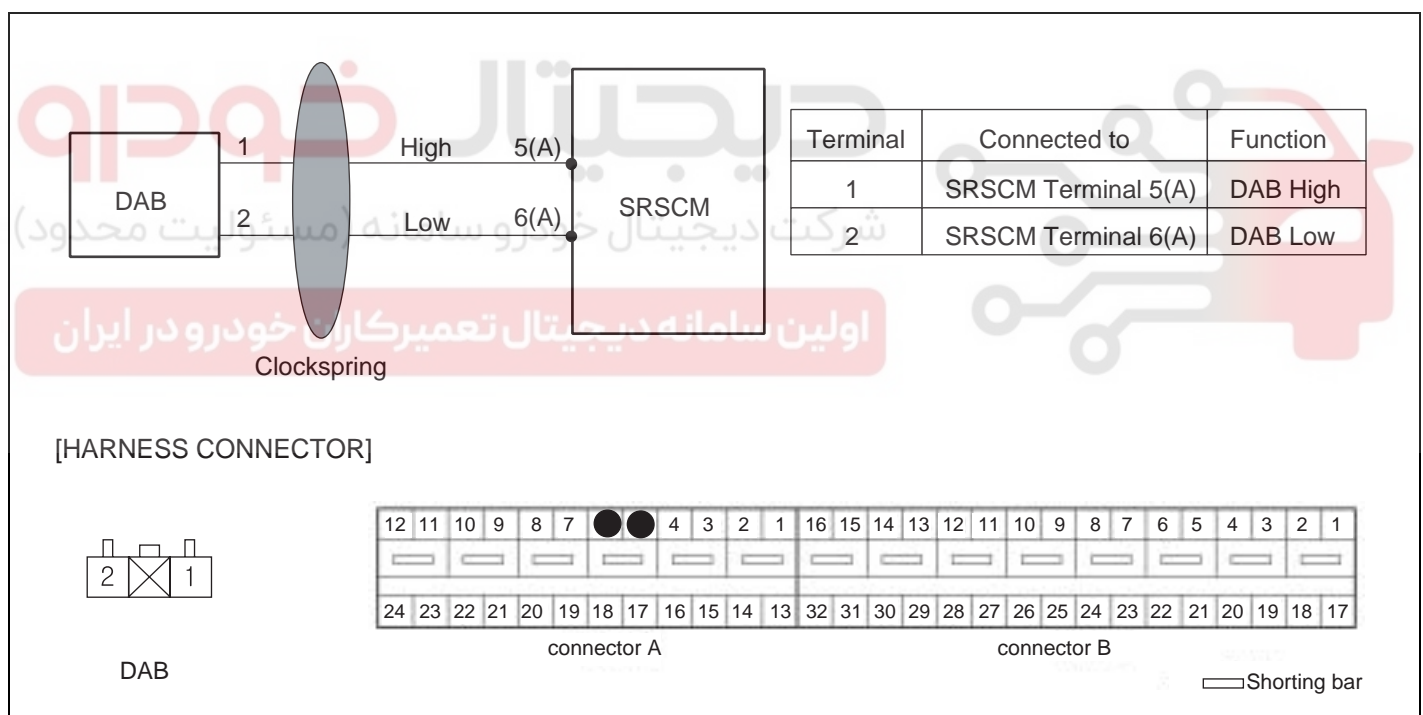 دیجیتال خودرو
شرکت دیجیتال خودرو سامانه (مسئولیت محدود)
اولین سامانه دیجیتال تعمیرکاران خودرو در ایران
DAB
1
2
Clockspring
High
Low
5(A)
6(A)
SRSCM
Terminal Connected to Function
1 SRSCM Terminal 5(A) DAB High
2 SRSCM Terminal 6(A) DAB Low
[HARNESS CONNECTOR]
2 1
DAB
12 11 10 9 8 7 4 3 2 1 16 15 14 13 12 11 10 9 8 7 6 5 4 3 2 1
24 23 22 21 20 19 18 17 16 15 14 13 32 31 30 29 28 27 26 25 24 23 22 21 20 19 18 17
connector A connector B
Shorting bar